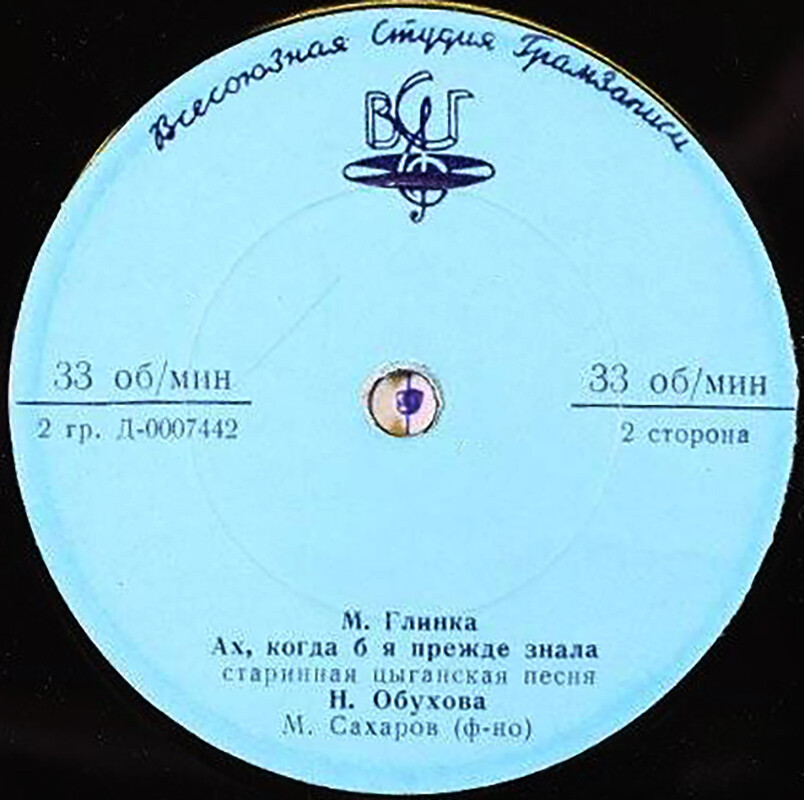 Всесоюзная Студия Грамзаписи
ВСГ
33 об/мин
2 гр. Д-0007442
33 об/мин
2 сторона
М. Глинка
Ах, когда б я прежде знала
старинная цыганская песня
Н. Обухова
М. Сахаров (ф-но)